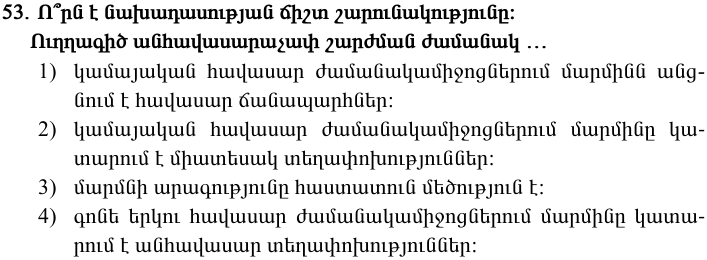 53. Ո՞րն է նախադասության ճիշտ շարունակությունը:
Ուղղագիծ անհավասարաչափ շարժման ժամանակ …
1) կամայական հավասար ժամանակամիջոցներում մարմինն անց-
նում է հավասար ճանապարհներ:
2) կամայական հավասար ժամանակամիջոցներում մարմինը կա-
տարում է միատեսակ տեղափոխություններ:
3) մարմնի արագությունը հաստատուն մեծություն է:
4) գոնե երկու հավասար ժամանակամիջոցներում մարմինը կատա-
րում է անհավասար տեղափոխություններ: